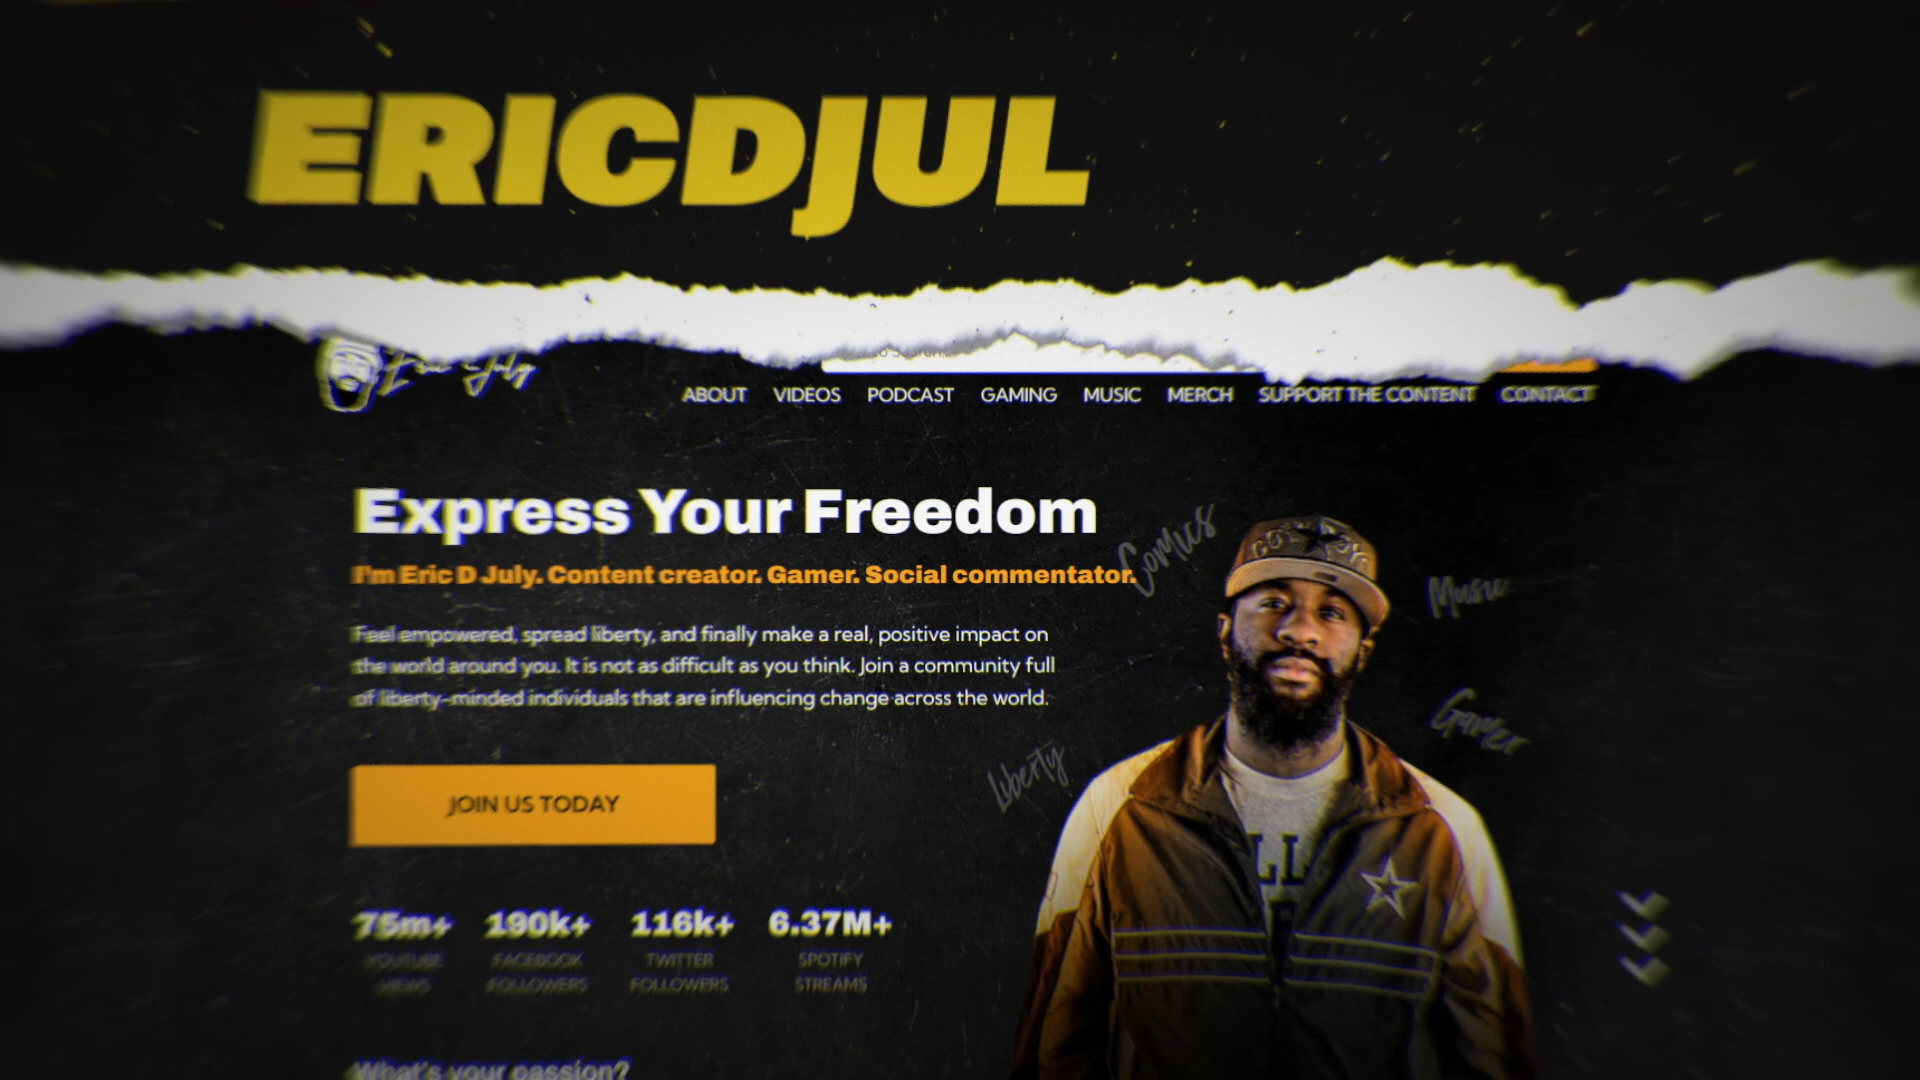 ERICDJUL
Eric July
ABOUT VIDEOS PODCAST GAMING MUSIC MERCH SUPPORT THE CONTENT CONTACT
Express Your Freedom
I'm Eric D July. Content creator. Gamer. Social commentator.
Feel empowered, spread liberty, and finally make a real, positive impact on
the world around you. It is not as difficult as you think. Join a community full
of liberty-minded individuals that are influencing change across the world.
Comics
Music
Gamer
Liberty
JOIN US TODAY
75m+ 190k+ 116k+ 6.37M+
YOUTUBE FACEBOOK TWITTER SPOTIFY
VIEWS FOLLOWERS FOLLOWERS STREAMS
What's your passion?